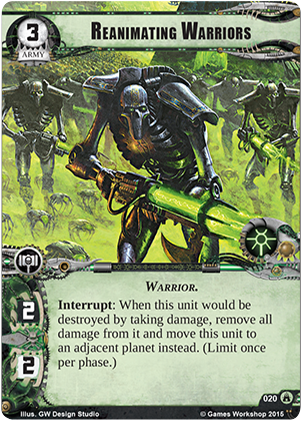 3
Reanimating Warriors
ARMY
Warrior.
2
Interrupt: When this unit would be
destroyed by taking damage, remove all
damage from it and move this unit to
an adjacent planet instead. (Limit once
per phase.)
2
020
Illus. GW Design Studio
© Games Workshop 2015